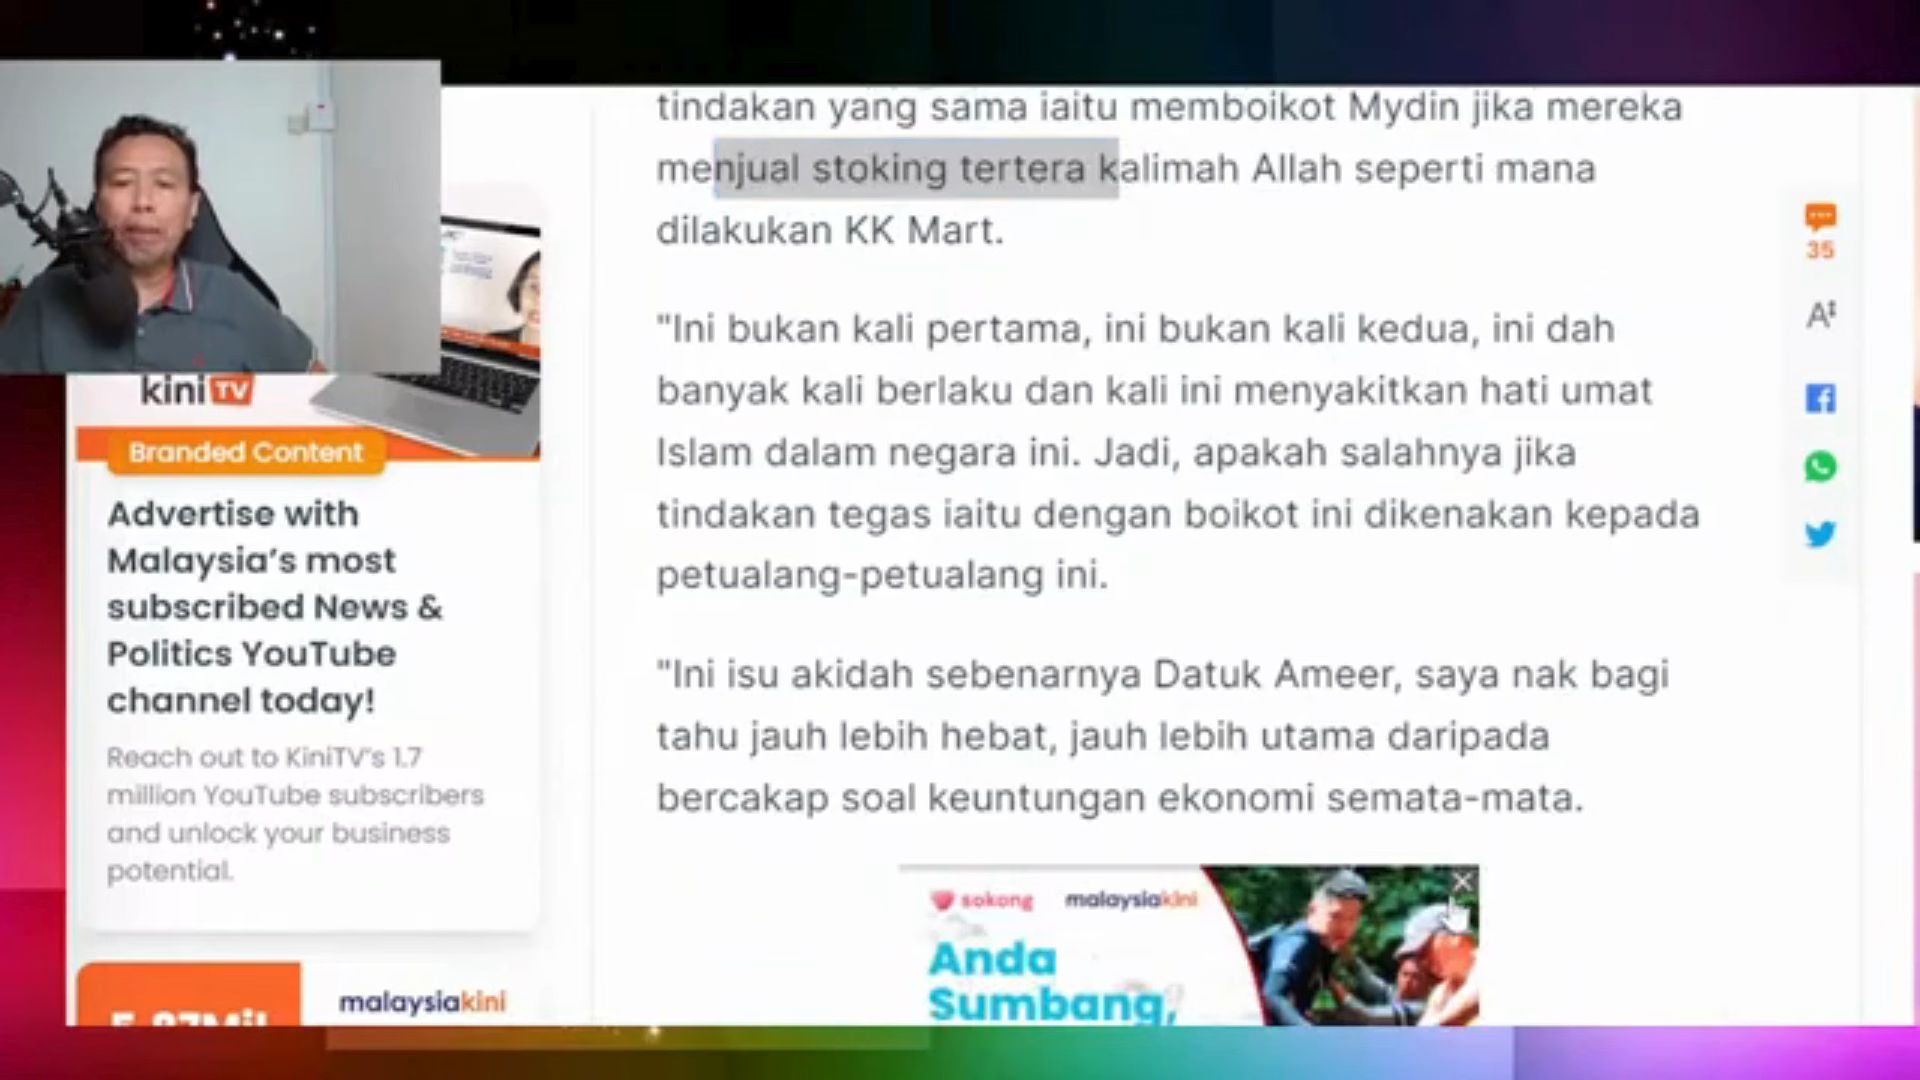 tindakan yang sama iaitu memboikot Mydin jika mereka
menjual stoking tertera kalimah Allah seperti mana
dilakukan KK Mart.
"Ini bukan kali pertama, ini bukan kali kedua, ini dah
banyak kali berlaku dan kali ini menyakitkan hati umat
Islam dalam negara ini. Jadi, apakah salahnya jika
tindakan tegas iaitu dengan boikot ini dikenakan kepada
petualang-petualang ini.
"Ini isu akidah sebenarnya Datuk Ameer, saya nak bagi
tahu jauh lebih hebat, jauh lebih utama daripada
bercakap soal keuntungan ekonomi semata-mata.
kini TV
Branded Content
Advertise with
Malaysia's most
subscribed News &
Politics YouTube
channel today!
Reach out to KiniTV's 1.7
million YouTube subscribers
and unlock your business
potential.
malaysiakini
35
A
sokong malaysiakini
Anda
Sumbang,